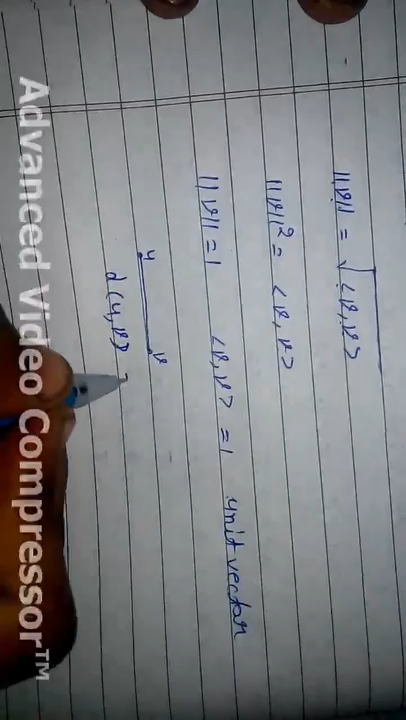 ||v|| = √<v, v>
||v||² = <v, v>
||v|| = 1 <v, v> = 1 unit vector
u v
d(u, v) =
Advanced Video Compressor™